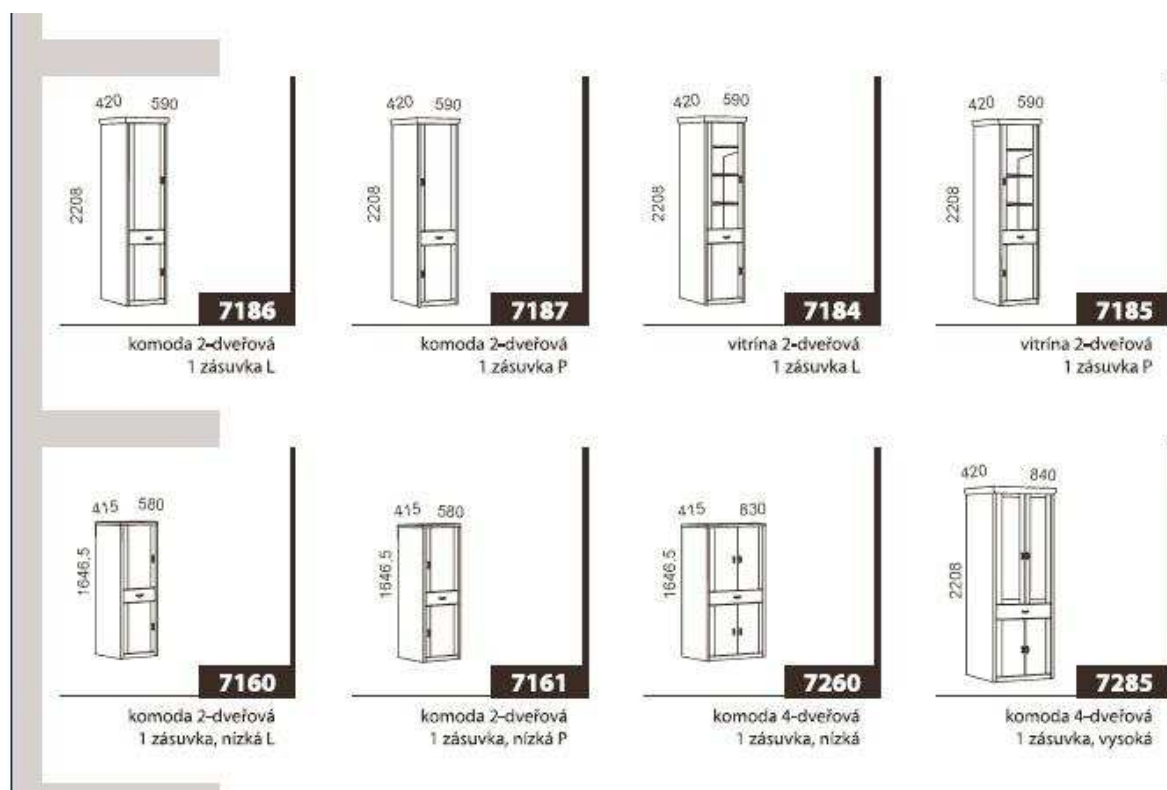 420 590
2208
7186
komoda 2-dveřová
1 zásuvka L
420 590
2208
7187
komoda 2-dveřová
1 zásuvka P
420 590
2208
7184
vitrína 2-dveřová
1 zásuvka L
420 590
2208
7185
vitrína 2-dveřová
1 zásuvka P
415 580
1646,5
7160
komoda 2-dveřová
1 zásuvka, nízká L
415 580
1646,5
7161
komoda 2-dveřová
1 zásuvka, nízká P
415 830
1646,5
7260
komoda 4-dveřová
1 zásuvka, nízká
420 840
2208
7285
komoda 4-dveřová
1 zásuvka, vysoká